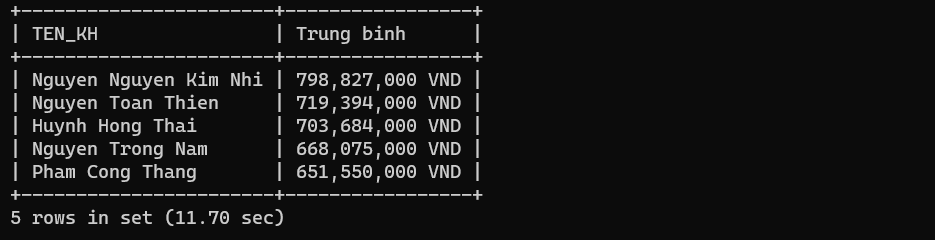 +-----------------------+-----------------+
| TEN_KH                | Trung binh      |
+-----------------------+-----------------+
| Nguyen Nguyen Kim Nhi | 798,827,000 VND |
| Nguyen Toan Thien     | 719,394,000 VND |
| Huynh Hong Thai       | 703,684,000 VND |
| Nguyen Trong Nam      | 668,075,000 VND |
| Pham Cong Thang       | 651,550,000 VND |
+-----------------------+-----------------+
5 rows in set (11.70 sec)